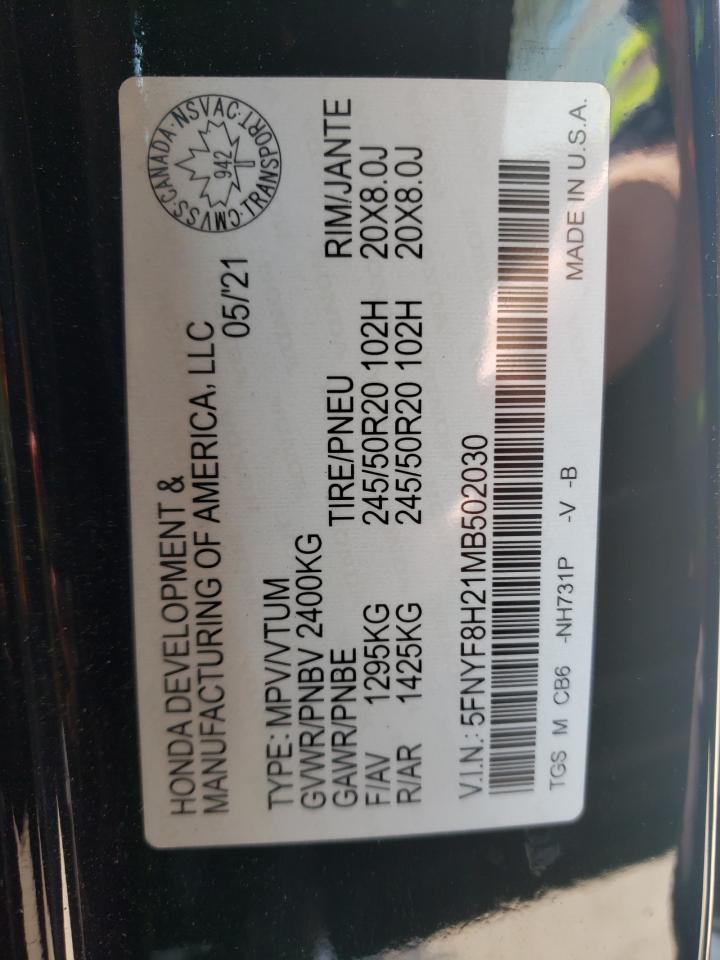 HONDA DEVELOPMENT &
MANUFACTURING OF AMERICA, LLC
05/'21
CMVSS·CANADA·NSVAC·TRANSPORT·
942
TYPE: MPV/VTUM
GVWR/PNBV 2400KG
GAWR/PNBE TIRE/PNEU RIM/JANTE
F/AV 1295KG 245/50R20 102H 20X8.0J
R/AR 1425KG 245/50R20 102H 20X8.0J
V.I.N.: 5FNYF8H21MB502030
TGS M CB6 -NH731P -V -B
MADE IN U.S.A.